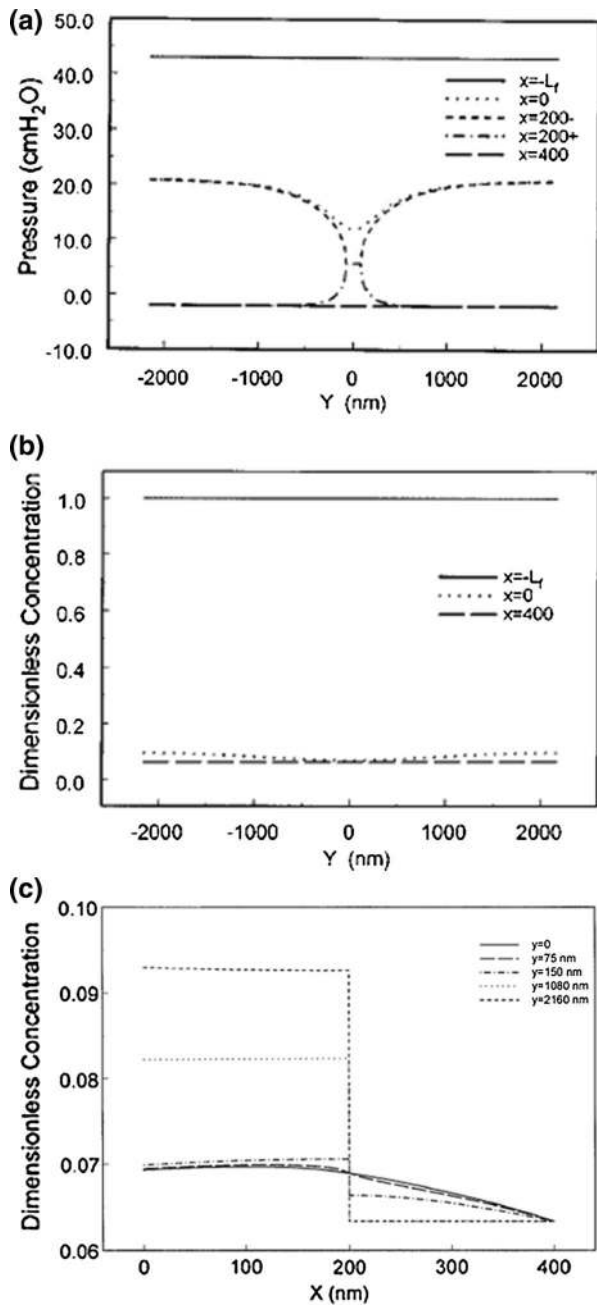 (a)
50.0
40.0
30.0
20.0
10.0
0.0
-10.0
Pressure (cmH₂O)
x=-L_f
x=0
x=200-
x=200+
x=400
-2000 -1000 0 1000 2000
Y (nm)
(b)
1.0
0.8
0.6
0.4
0.2
0.0
Dimensionless Concentration
x=-L_f
x=0
x=400
-2000 -1000 0 1000 2000
Y (nm)
(c)
0.10
0.09
0.08
0.07
0.06
Dimensionless Concentration
y=0
y=75 nm
y=150 nm
y=1080 nm
y=2160 nm
0 100 200 300 400
X (nm)